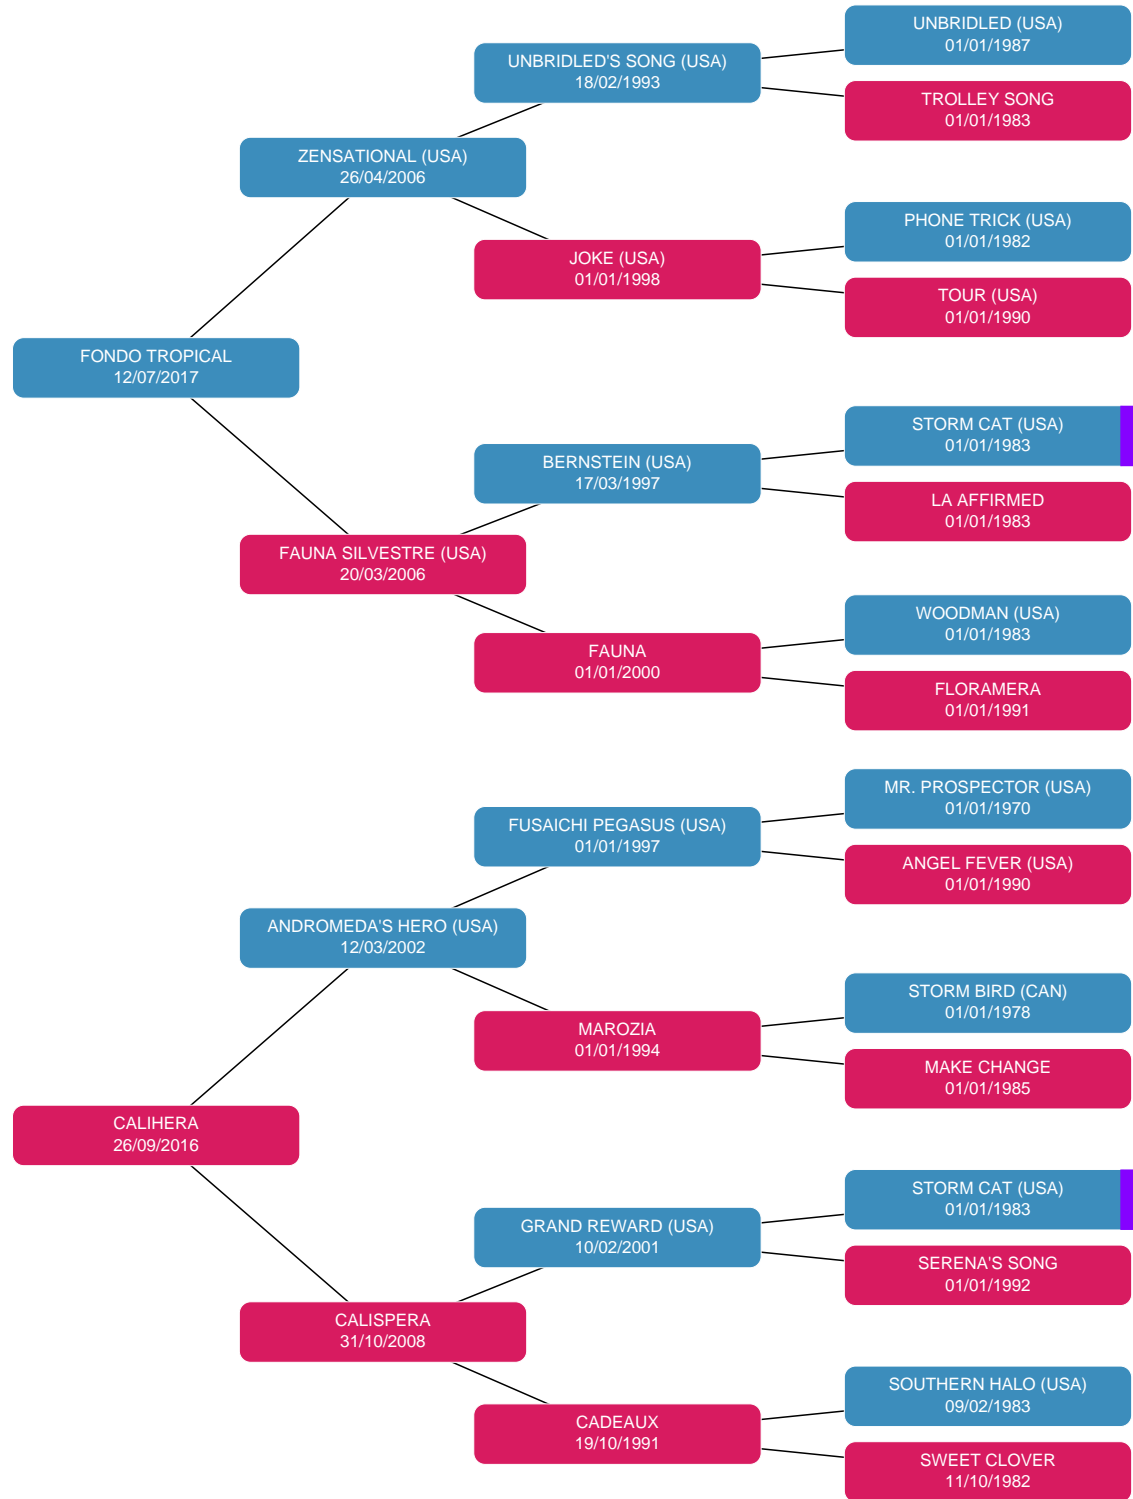 UNBRIDLED (USA)
01/01/1987
UNBRIDLED'S SONG (USA)
18/02/1993
TROLLEY SONG
01/01/1983
ZENSATIONAL (USA)
26/04/2006
PHONE TRICK (USA)
01/01/1982
JOKE (USA)
01/01/1998
TOUR (USA)
01/01/1990
FONDO TROPICAL
12/07/2017
STORM CAT (USA)
01/01/1983
BERNSTEIN (USA)
17/03/1997
LA AFFIRMED
01/01/1983
FAUNA SILVESTRE (USA)
20/03/2006
WOODMAN (USA)
01/01/1983
FAUNA
01/01/2000
FLORAMERA
01/01/1991
MR. PROSPECTOR (USA)
01/01/1970
FUSAICHI PEGASUS (USA)
01/01/1997
ANGEL FEVER (USA)
01/01/1990
ANDROMEDA'S HERO (USA)
12/03/2002
STORM BIRD (CAN)
01/01/1978
MAROZIA
01/01/1994
MAKE CHANGE
01/01/1985
CALIHERA
26/09/2016
STORM CAT (USA)
01/01/1983
GRAND REWARD (USA)
10/02/2001
SERENA'S SONG
01/01/1992
CALISPERA
31/10/2008
SOUTHERN HALO (USA)
09/02/1983
CADEAUX
19/10/1991
SWEET CLOVER
11/10/1982